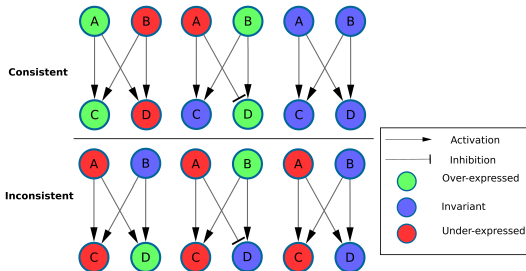 A B A B A B
Consistent
C D C D C D
A B A B A B
Inconsistent
C D C D C D
Activation
Inhibition
Over-expressed
Invariant
Under-expressed